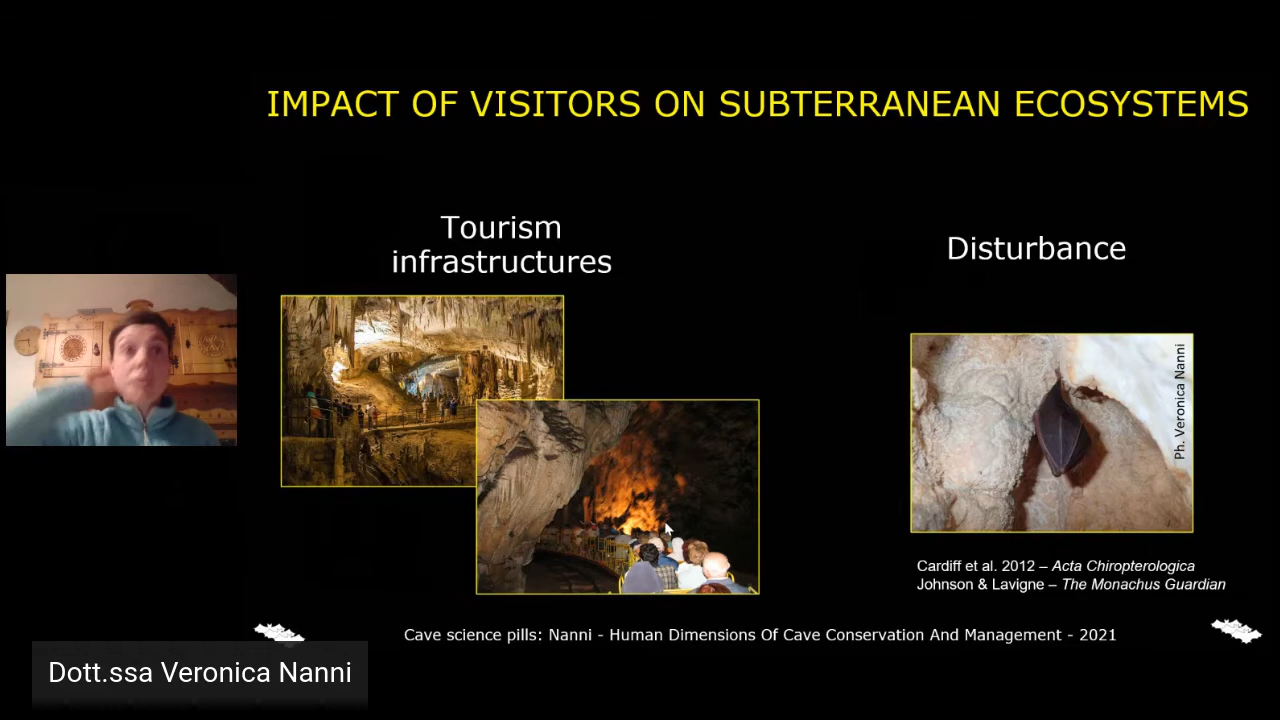 IMPACT OF VISITORS ON SUBTERRANEAN ECOSYSTEMS
Tourism
infrastructures
Disturbance
Ph. Veronica Nanni
Cardiff et al. 2012 – Acta Chiropterologica
Johnson & Lavigne – The Monachus Guardian
Cave science pills: Nanni - Human Dimensions Of Cave Conservation And Management - 2021
Dott.ssa Veronica Nanni